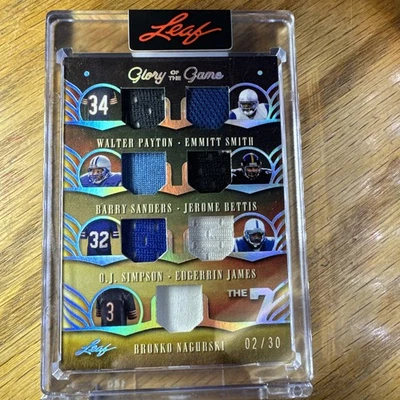 Leaf
Glory OF THE Game
34
WALTER PAYTON - EMMITT SMITH
BARRY SANDERS - JEROME BETTIS
32
O.J. SIMPSON - EDGERRIN JAMES
3
THE 7
Leaf
BRONKO NAGURSKI
02/30